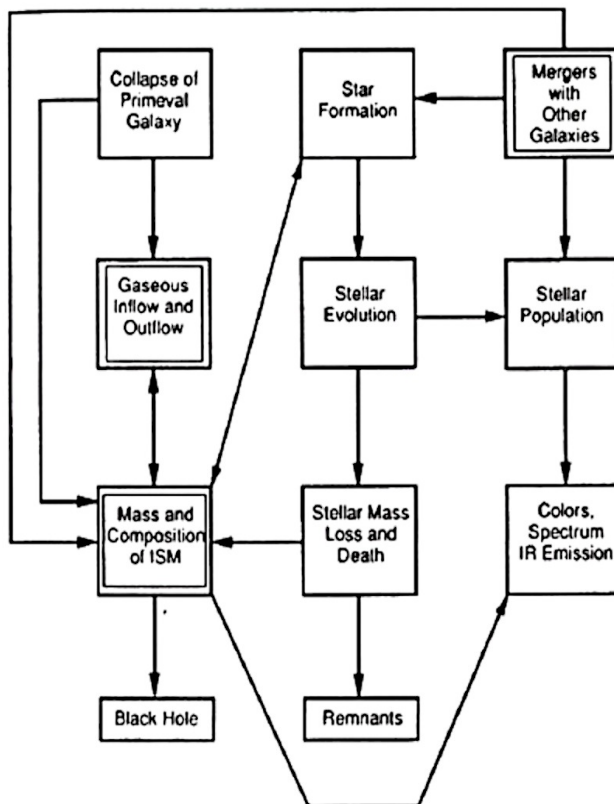 Collapse of
Primeval
Galaxy
Star
Formation
Mergers
with
Other
Galaxies
Gaseous
Inflow and
Outflow
Stellar
Evolution
Stellar
Population
Mass and
Composition
of ISM
Stellar Mass
Loss and
Death
Colors,
Spectrum
IR Emission
Black Hole
Remnants